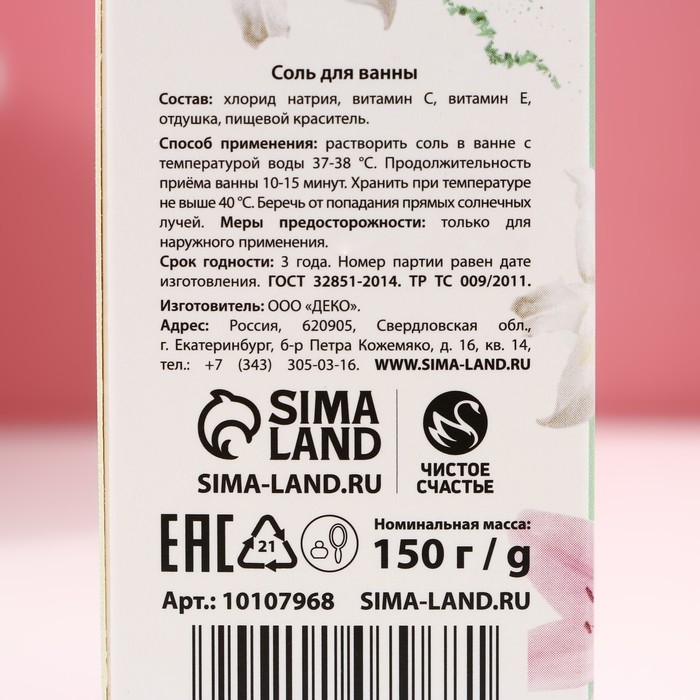 Соль для ванны
Состав: хлорид натрия, витамин С, витамин Е,
отдушка, пищевой краситель.
Способ применения: растворить соль в ванне с
температурой воды 37-38 °С. Продолжительность
приёма ванны 10-15 минут. Хранить при температуре
не выше 40 °С. Беречь от попадания прямых солнечных
лучей. Меры предосторожности: только для
наружного применения.
Срок годности: 3 года. Номер партии равен дате
изготовления. ГОСТ 32851-2014. ТР ТС 009/2011.
Изготовитель: ООО «ДЕКО».
Адрес: Россия, 620905, Свердловская обл.,
г. Екатеринбург, б-р Петра Кожемяко, д. 16, кв. 14,
тел.: +7 (343) 305-03-16. WWW.SIMA-LAND.RU
SIMA
LAND
SIMA-LAND.RU
ЧИСТОЕ
СЧАСТЬЕ
EAC
21
Номинальная масса:
150 г / g
Арт.: 10107968 SIMA-LAND.RU